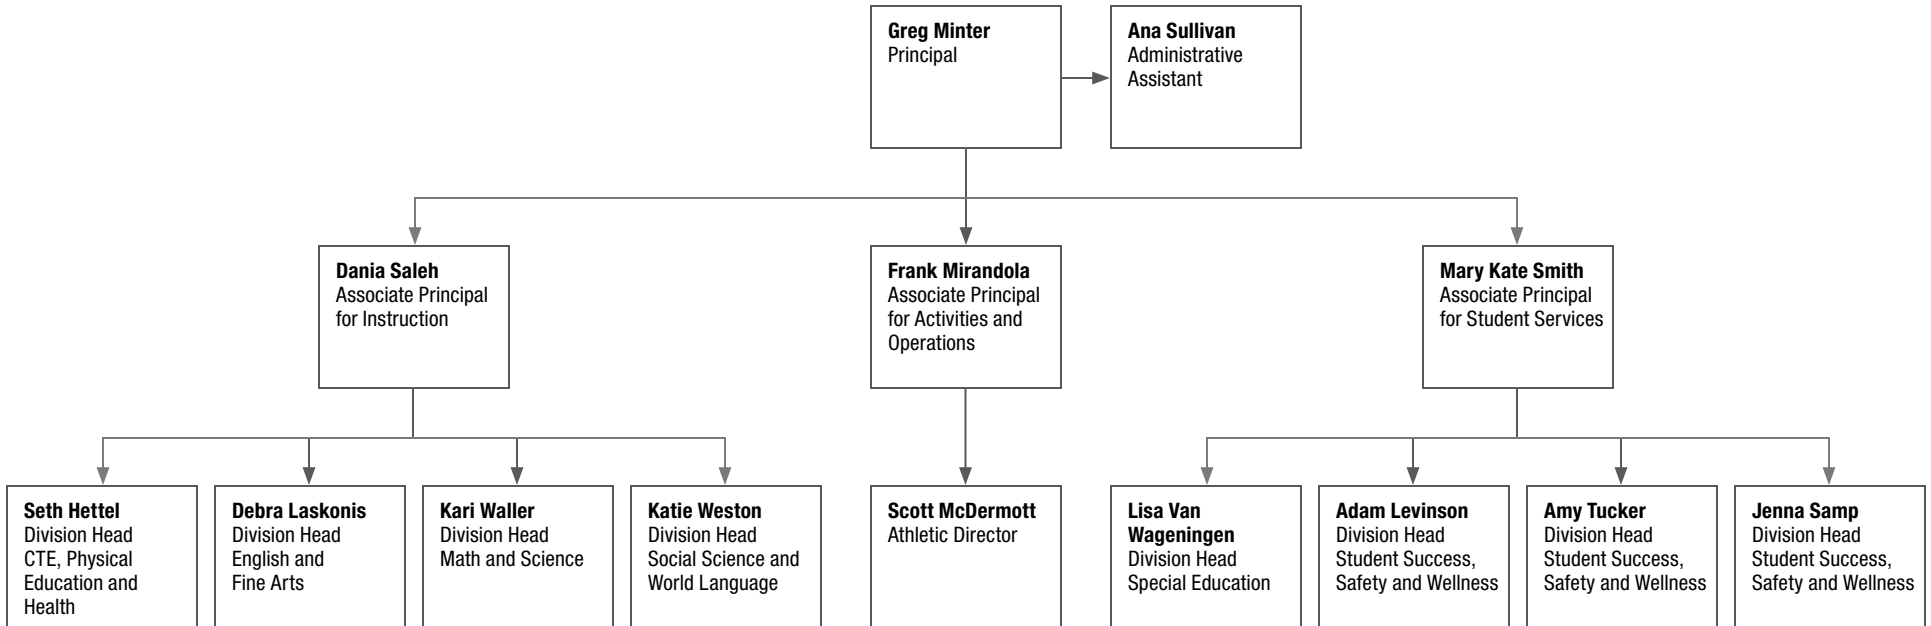 Greg Minter
Principal
Ana Sullivan
Administrative
Assistant
Dania Saleh
Associate Principal
for Instruction
Frank Mirandola
Associate Principal
for Activities and
Operations
Mary Kate Smith
Associate Principal
for Student Services
Seth Hettel
Division Head
CTE, Physical
Education and
Health
Debra Laskonis
Division Head
English and
Fine Arts
Kari Waller
Division Head
Math and Science
Katie Weston
Division Head
Social Science and
World Language
Scott McDermott
Athletic Director
Lisa Van
Wageningen
Division Head
Special Education
Adam Levinson
Division Head
Student Success,
Safety and Wellness
Amy Tucker
Division Head
Student Success,
Safety and Wellness
Jenna Samp
Division Head
Student Success,
Safety and Wellness